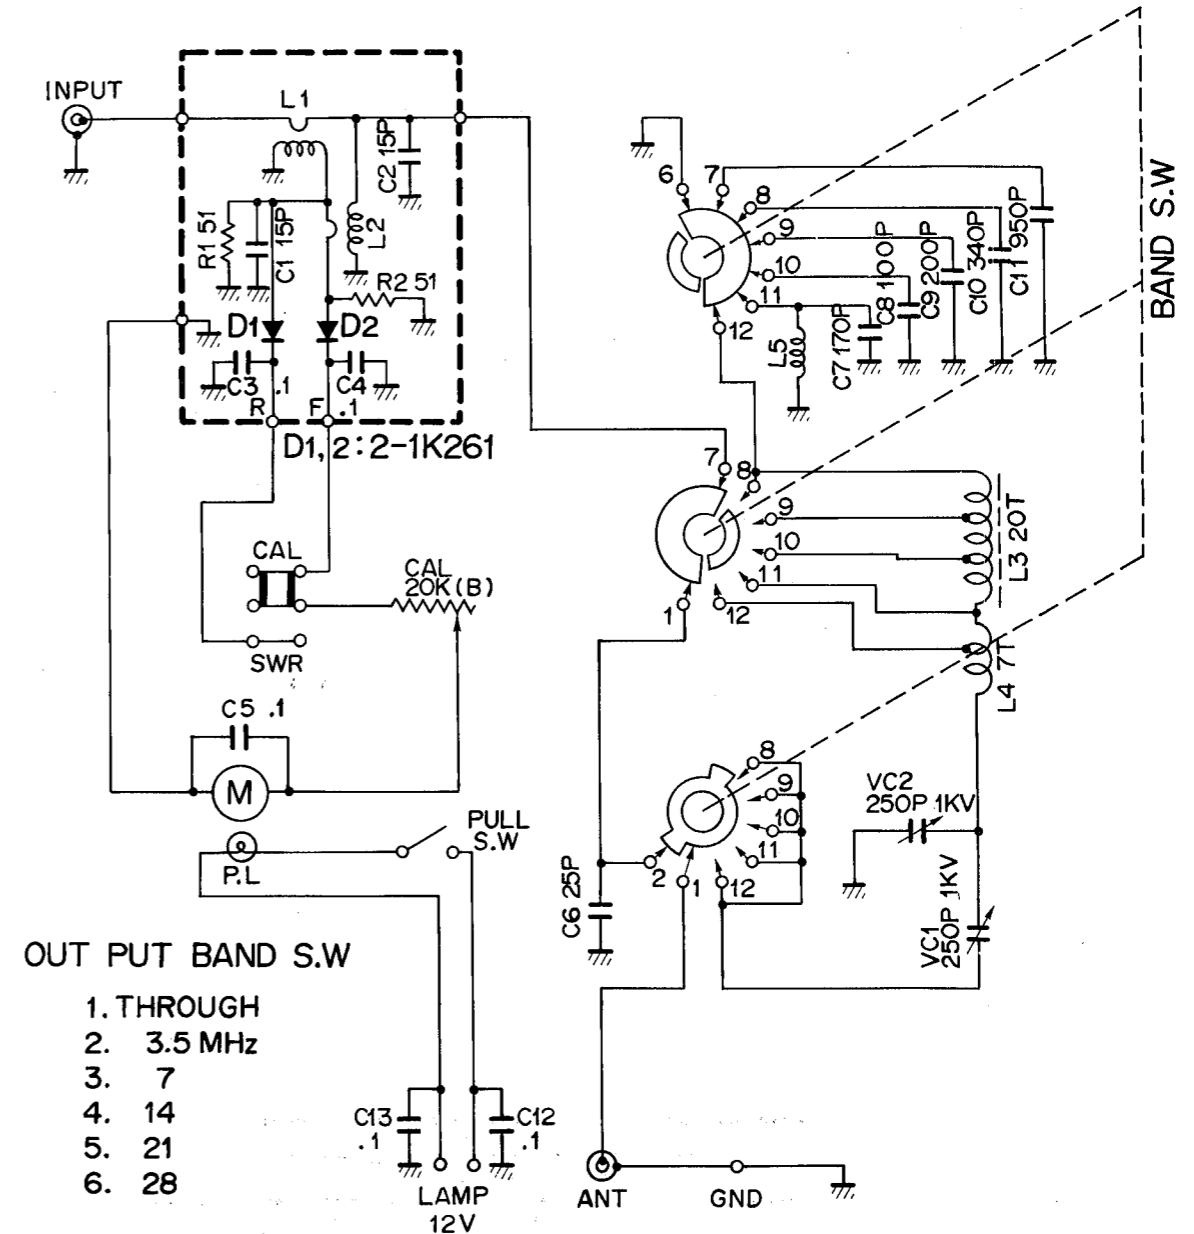 INPUT
L1
C2 15P
R1 51
C1 15P
L2
R2 51
D1
D2
C3 .1
C4 .1
R
F
D1, 2 : 2-1K261
CAL
CAL
20K(B)
SWR
C5 .1
M
PULL
S.W
P.L
6
7
8
9
10
11
12
L5
C7 170P
C8 100P
C9 200P
C10 340P
C11 950P
BAND S.W
7
8
9
10
11
12
1
L3 20T
L4 7T
8
9
10
11
12
1
2
C6 25P
VC2
250P 1KV
VC1
250P 1KV
OUT PUT BAND S.W
1. THROUGH
2. 3.5 MHz
3. 7
4. 14
5. 21
6. 28
C13
.1
C12
.1
LAMP
12V
ANT
GND